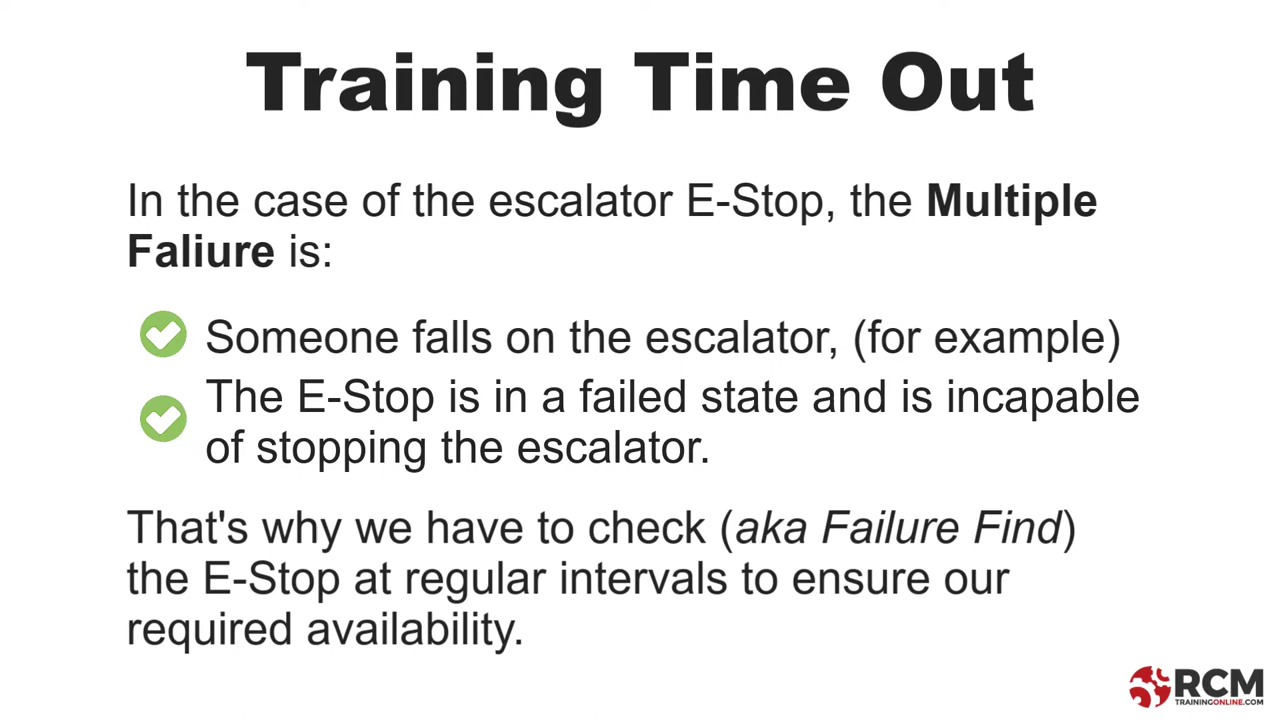 Training Time Out
In the case of the escalator E-Stop, the Multiple
Faliure is:
Someone falls on the escalator, (for example)
The E-Stop is in a failed state and is incapable
of stopping the escalator.
That's why we have to check (aka Failure Find)
the E-Stop at regular intervals to ensure our
required availability.
RCM
TRAININGONLINE.COM